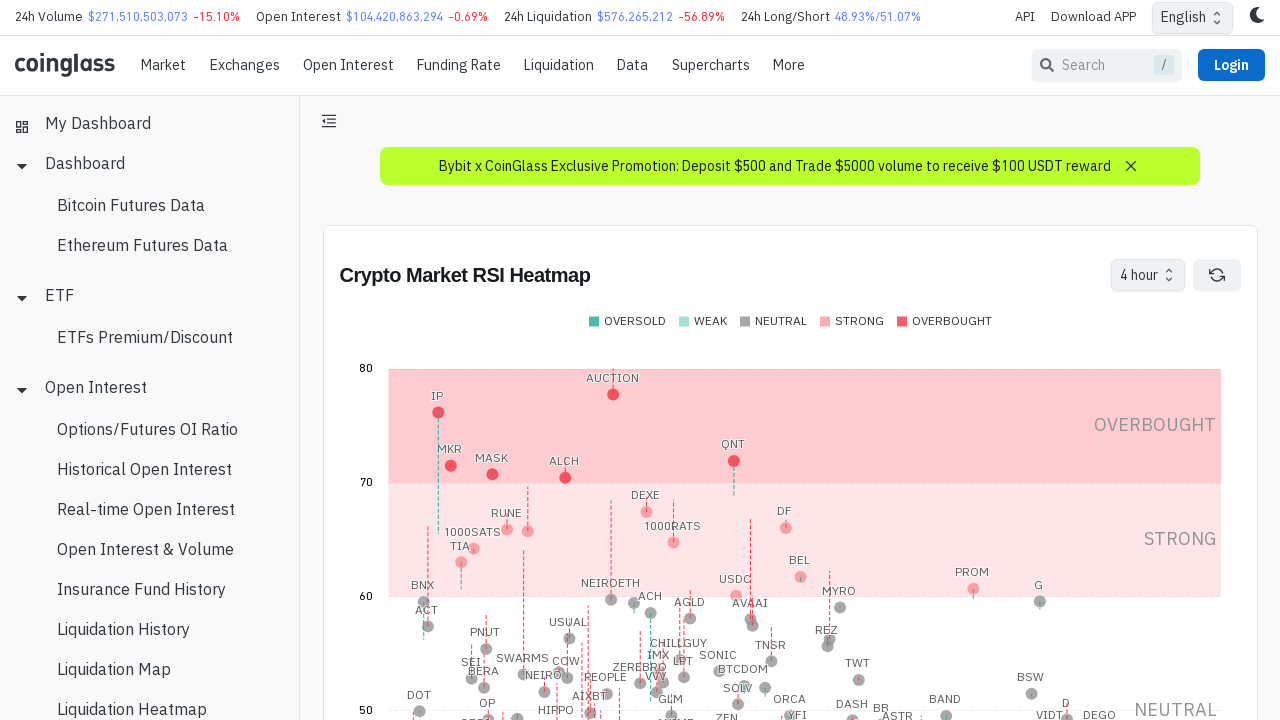 24h Volume $271,510,503,073 -15.10% Open Interest $104,420,863,294 -0.69% 24h Liquidation $576,265,212 -56.89% 24h Long/Short 48.93%/51.07% API Download APP English
coinglass Market Exchanges Open Interest Funding Rate Liquidation Data Supercharts More Search / Login
My Dashboard
Dashboard
Bitcoin Futures Data
Ethereum Futures Data
ETF
ETFs Premium/Discount
Open Interest
Options/Futures OI Ratio
Historical Open Interest
Real-time Open Interest
Open Interest & Volume
Insurance Fund History
Liquidation History
Liquidation Map
Liquidation Heatmap
Bybit x CoinGlass Exclusive Promotion: Deposit $500 and Trade $5000 volume to receive $100 USDT reward
Crypto Market RSI Heatmap
4 hour
OVERSOLD WEAK NEUTRAL STRONG OVERBOUGHT
80
AUCTION
IP
OVERBOUGHT
MKR
QNT
MASK
ALCH
70
DEXE
RUNE
DF
1000SATS
1000RATS
STRONG
TIA
BEL
PROM
USDC
BNX
NEIROETH
G
MYRO
60
ACH
AGLD
AVAAI
ACT
USUAL
PNUT
REZ
CHILLGUY
TNSR
SEI
SWARMS
COW
IMX
LPT
SONIC
TWT
BERA
NEIRO
ZEREBRO
BTCDOM
PEOPLE
VVV
BSW
DOT
AIXBT
SOLV
OP
GLM
ORCA
DASH
BAND
D
50
HIPPO
BR
NEUTRAL
ZEN
YFI
ASTR
VIDT
DEGO